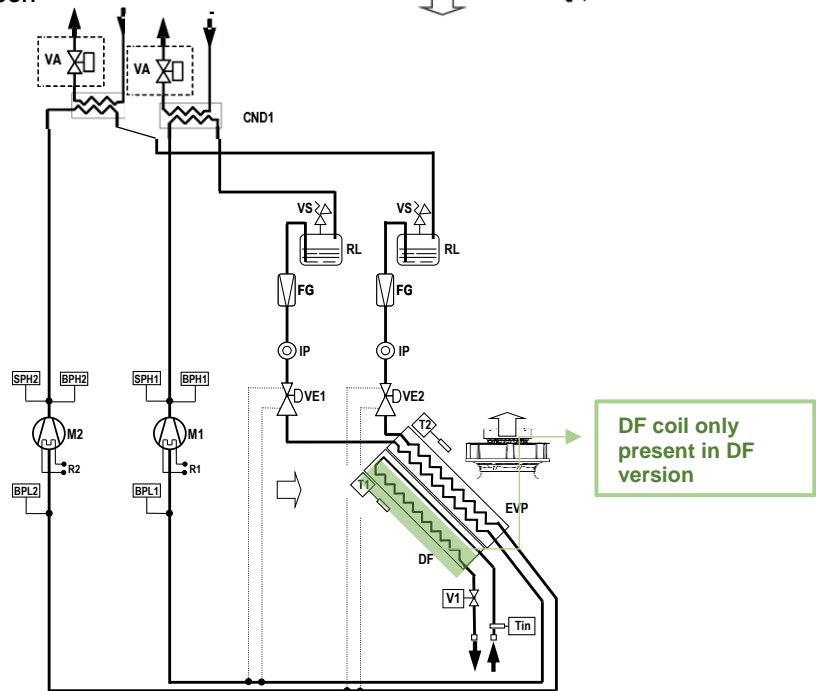 VA
VA
CND1
VS
VS
RL
RL
FG
FG
IP
IP
SPH2
BPH2
SPH1
BPH1
VE1
VE2
T2
M2
M1
R2
R1
DF coil only
present in DF
version
BPL2
BPL1
T1
EVP
DF
V1
Tin